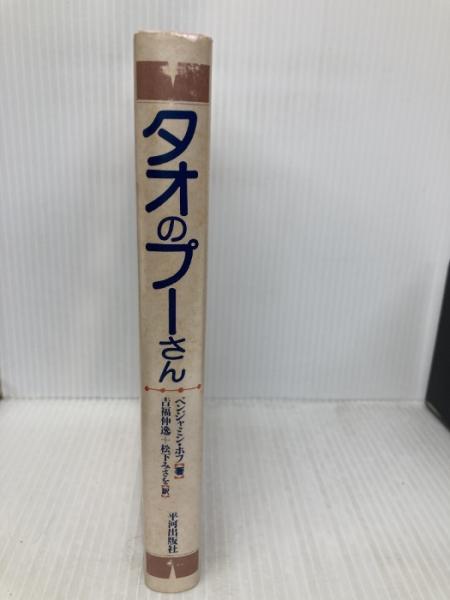 タオのプーさん
ベンジャミン・ホフ[著]
吉福伸逸+松下みさを[訳]
平河出版社